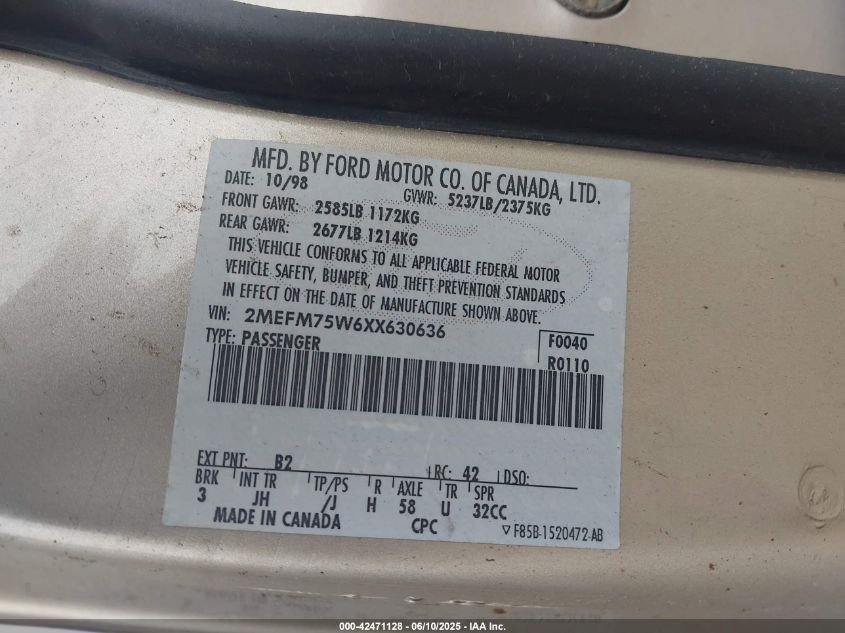 MFD. BY FORD MOTOR CO. OF CANADA, LTD.
DATE: 10/98 GVWR: 5237LB/2375KG
FRONT GAWR: 2585LB 1172KG
REAR GAWR: 2677LB 1214KG
THIS VEHICLE CONFORMS TO ALL APPLICABLE FEDERAL MOTOR
VEHICLE SAFETY, BUMPER, AND THEFT PREVENTION STANDARDS
IN EFFECT ON THE DATE OF MANUFACTURE SHOWN ABOVE.
VIN: 2MEFM75W6XX630636
TYPE: PASSENGER F0040
R0110
EXT PNT: B2 RC: 42 DSO:
BRK INT TR TP/PS R AXLE TR SPR
3 JH /J H 58 U 32CC
MADE IN CANADA CPC ▽ F85B-1520472-AB
000-42471128 - 06/10/2025 - IAA Inc.